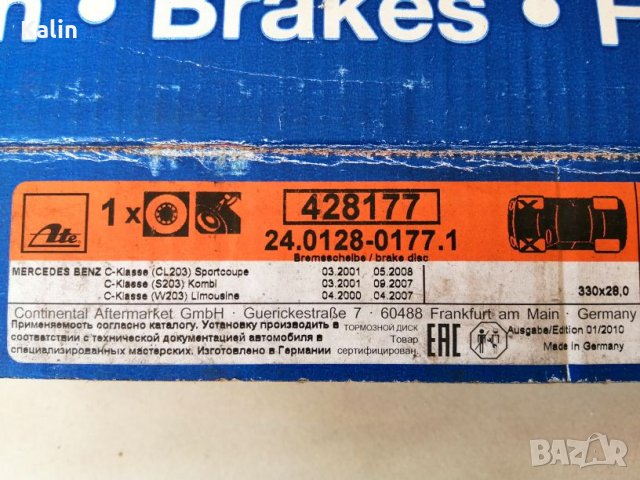 Kalin
n • Brakes • F
Ate
1x
428177
24.0128-0177.1
Bremsscheibe / brake disc
MERCEDES BENZ C-Klasse (CL203) Sportcoupe 03.2001 05.2008
C-Klasse (S203) Kombi 03.2001 09.2007
C-Klasse (W203) Limousine 04.2000 04.2007
330x28,0
Continental Aftermarket GmbH · Guerickestraße 7 · 60488 Frankfurt am Main · Germany
Применяемость согласно каталогу. Установку производить в
соответствии с технической документацией автомобиля в
специализированных мастерских. Изготовлено в Германии
ТОРМОЗНОЙ ДИСК
Товар
сертифицирован.
EAC
Ausgabe/Edition 01/2010
Made in Germany
BAZAR